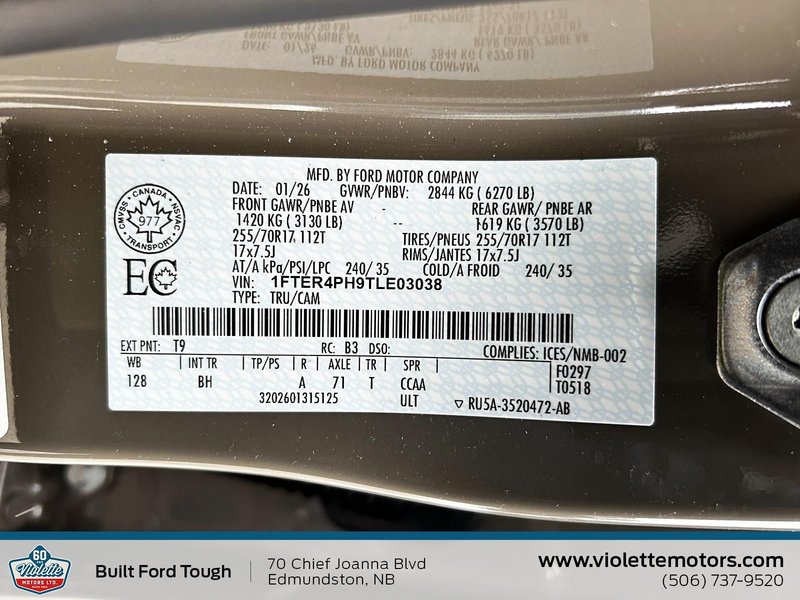 MFD. BY FORD MOTOR COMPANY
DATE: 01/26 GVWR/PNBV: 2844 KG ( 6270 LB)
FRONT GAWR/PNBE AV - REAR GAWR/ PNBE AR
1420 KG ( 3130 LB) -- 1619 KG ( 3570 LB)
255/70R17 112T TIRES/PNEUS 255/70R17 112T
17x7.5J RIMS/JANTES 17x7.5J
AT/A kPa/PSI/LPC 240/ 35 COLD/A FROID 240/ 35
VIN: 1FTER4PH9TLE03038
TYPE: TRU/CAM
CANADA
CMVSS 977 NSVAC
TRANSPORT
EC
EXT PNT: T9 RC: B3 DSO: COMPLIES: ICES/NMB-002
WB INT TR TP/PS R AXLE TR SPR F0297
128 BH A 71 T CCAA T0518
3202601315125 ULT ▽ RU5A-3520472-AB
60
Violette
MOTORS LTD.
Built Ford Tough
70 Chief Joanna Blvd
Edmundston, NB
www.violettemotors.com
(506) 737-9520